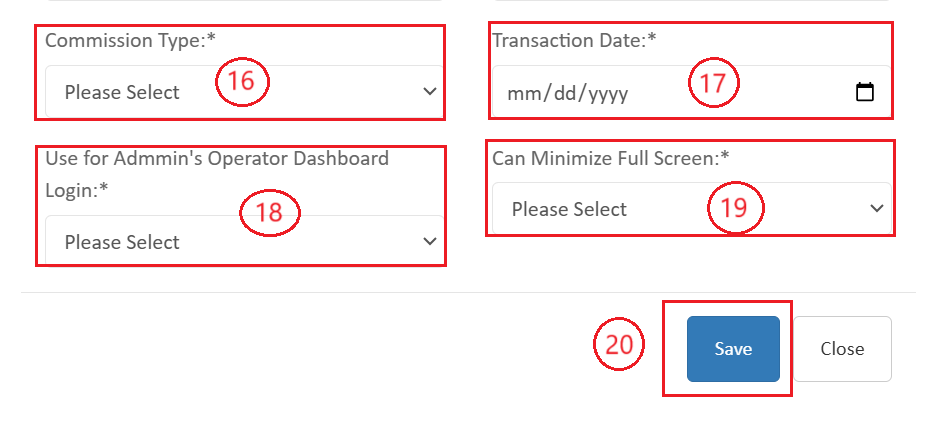 Commission Type:*
Transaction Date:*
Please Select
16
mm/dd/yyyy
17
Use for Admmin's Operator Dashboard
Login:*
Can Minimize Full Screen:*
18
Please Select
Please Select
19
20
Save
Close